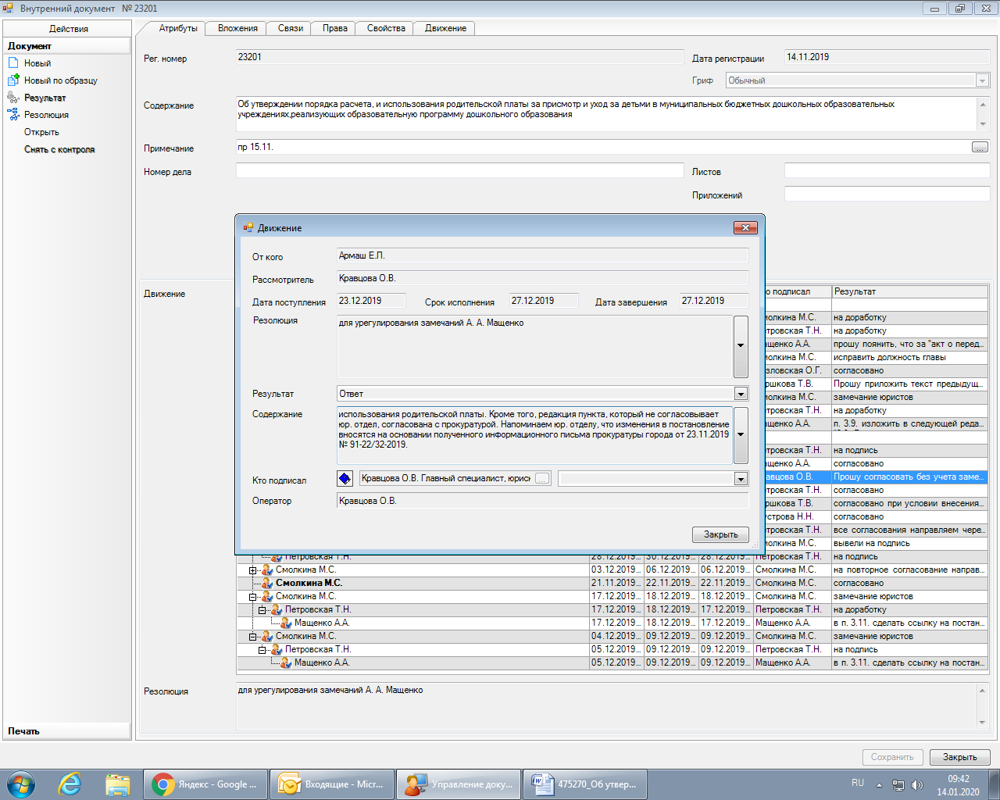 Внутренний документ № 23201
Действия
Документ
Новый
Новый по образцу
Результат
Резолюция
Открыть
Снять с контроля
Печать
Атрибуты Вложения Связи Права Свойства Движение
Рег. номер 23201 Дата регистрации 14.11.2019
Гриф Обычный
Содержание Об утверждении порядка расчета, и использования родительской платы за присмотр и уход за детьми в муниципальных бюджетных дошкольных образовательных
учреждениях,реализующих образовательную программу дошкольного образования
Примечание пр 15.11. ...
Номер дела Листов
Приложений
Движение
От кого Армаш Е.Л.
Рассмотритель Кравцова О.В.
Дата поступления 23.12.2019 Срок исполнения 27.12.2019 Дата завершения 27.12.2019
Резолюция для урегулирования замечаний А. А. Мащенко
Результат Ответ
Содержание использования родительской платы. Кроме того, редакция пункта, который не согласовывает
юр. отдел, согласована с прокуратурой. Напоминаем юр. отделу, что изменения в постановление
вносятся на основании полученного информационного письма прокуратуры города от 23.11.2019
№ 91-22/32-2019.
Кто подписал Кравцова О.В. Главный специалист, юриск ...
Оператор Кравцова О.В.
Закрыть
Движение
о подписал Результат
молкина М.С. на доработку
етровская Т.Н. на доработку
ащенко А.А. прошу поянить, что за "акт о перед...
молкина М.С. исправить должность главы
зловская О.Г. согласовано
ршкова Т.В. Прошу приложить текст предыдущ...
молкина М.С. замечание юристов
етровская Т.Н. на доработку
ащенко А.А. п. 3.9. изложить в следующей реда...
етровская Т.Н. на подпись
ащенко А.А. согласовано
авцова О.В. Прошу согласовать без учета заме...
етровская Т.Н. согласовано
ршкова Т.В. согласовано при условии внесения...
устрова Н.Н. согласовано
етровская Т.Н. все согласования направляем чере...
молкина М.С. вывели на подпись
Петровская Т.Н. 28.12.2019... 30.12.2019... 28.12.2019... Петровская Т.Н. на подпись
Смолкина М.С. 03.12.2019... 06.12.2019... 06.12.2019... Смолкина М.С. на повторное согласование направ...
Смолкина М.С. 21.11.2019... 22.11.2019... 22.11.2019... Смолкина М.С. согласовано
Смолкина М.С. 17.12.2019... 18.12.2019... 18.12.2019... Смолкина М.С. замечание юристов
Петровская Т.Н. 17.12.2019... 18.12.2019... 17.12.2019... Петровская Т.Н. на доработку
Мащенко А.А. 17.12.2019... 18.12.2019... 17.12.2019... Мащенко А.А. в п. 3.11. сделать ссылку на постан...
Смолкина М.С. 04.12.2019... 09.12.2019... 09.12.2019... Смолкина М.С. замечание юристов
Петровская Т.Н. 05.12.2019... 09.12.2019... 09.12.2019... Петровская Т.Н. на подпись
Мащенко А.А. 05.12.2019... 09.12.2019... 09.12.2019... Мащенко А.А. в п. 3.11. сделать ссылку на постан...
Резолюция для урегулирования замечаний А. А. Мащенко
Сохранить Закрыть
Яндекс - Google ... Входящие - Micr... Управление доку... 475270_Об утвер... RU 09:42
14.01.2020